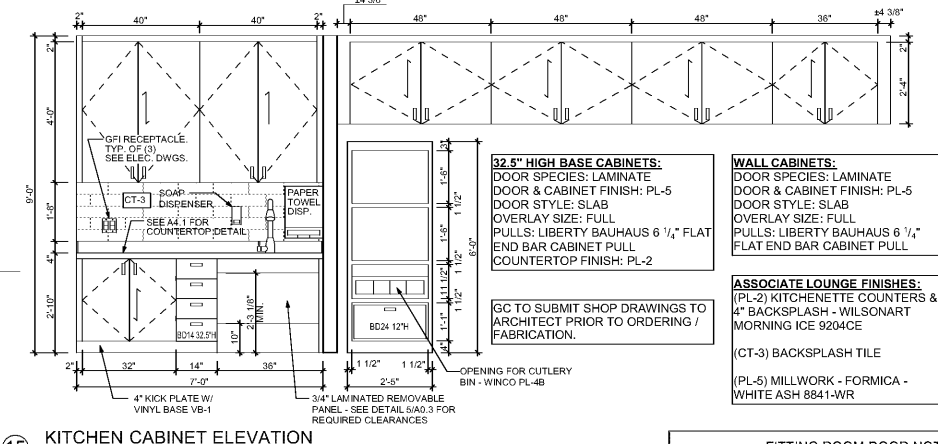 ±4 3/8"
2" 40" 40" 2" 48" 48" 48" 36" ±4 3/8"
2"
4'-0"
9'-0"
1'-6"
4"
2'-10"
2"
2'-4"
GFI RECEPTACLE.
TYP. OF (3)
SEE ELEC. DWGS.
CT-3
SOAP
DISPENSER
PAPER
TOWEL
DISP.
SEE A4.1 FOR
COUNTERTOP DETAIL
BD14 32.5"H
10"
2'-3 1/8"
MIN.
32" 14" 36"
7'-0"
4" KICK PLATE W/
VINYL BASE VB-1
3/4" LAMINATED REMOVABLE
PANEL - SEE DETAIL 5/A0.3 FOR
REQUIRED CLEARANCES
3"
1'-6"
1 1/2"
1'-6"
1 1/2"
1 1/2"
1'-1"
4"
6'-0"
BD24 12"H
1 1/2" 1 1/2"
2'-5"
OPENING FOR CUTLERY
BIN - WINCO PL-4B
32.5" HIGH BASE CABINETS:
DOOR SPECIES: LAMINATE
DOOR & CABINET FINISH: PL-5
DOOR STYLE: SLAB
OVERLAY SIZE: FULL
PULLS: LIBERTY BAUHAUS 6 1/4" FLAT
END BAR CABINET PULL
COUNTERTOP FINISH: PL-2
GC TO SUBMIT SHOP DRAWINGS TO
ARCHITECT PRIOR TO ORDERING /
FABRICATION.
WALL CABINETS:
DOOR SPECIES: LAMINATE
DOOR & CABINET FINISH: PL-5
DOOR STYLE: SLAB
OVERLAY SIZE: FULL
PULLS: LIBERTY BAUHAUS 6 1/4"
FLAT END BAR CABINET PULL
ASSOCIATE LOUNGE FINISHES:
(PL-2) KITCHENETTE COUNTERS &
4" BACKSPLASH - WILSONART
MORNING ICE 9204CE
(CT-3) BACKSPLASH TILE
(PL-5) MILLWORK - FORMICA -
WHITE ASH 8841-WR
KITCHEN CABINET ELEVATION